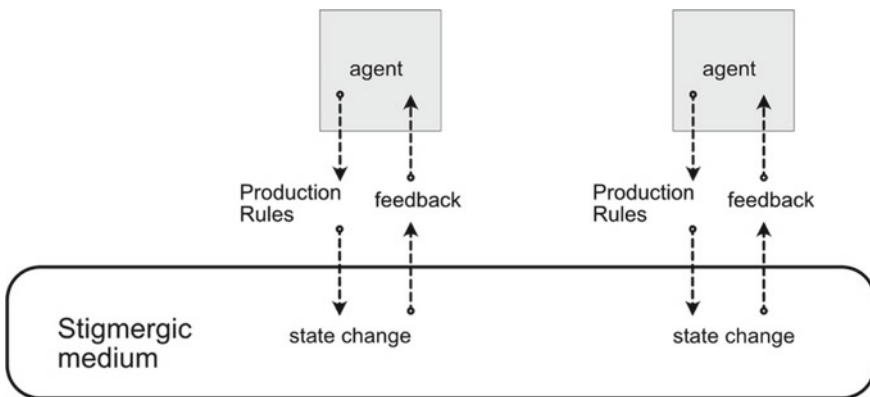 agent
agent
Production
Rules
feedback
Production
Rules
feedback
Stigmergic
medium
state change
state change